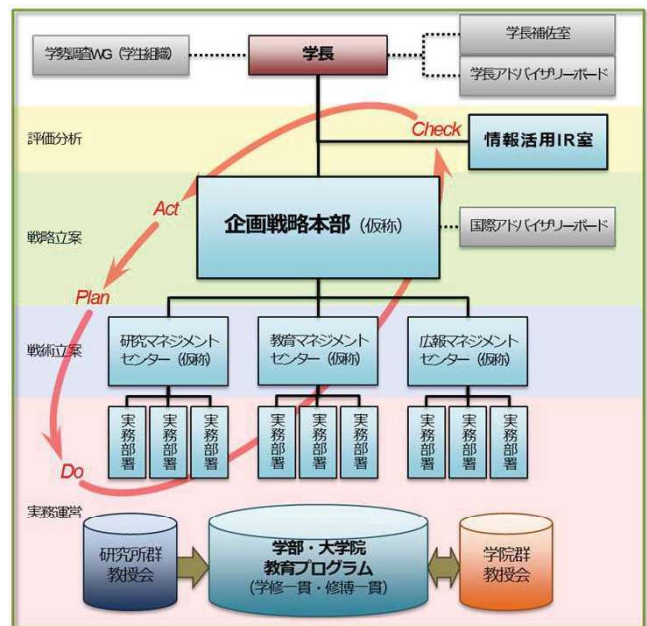 学勢調査WG（学生組織）
学長
学長補佐室
学長アドバイザリーボード
Check
評価分析
情報活用IR室
Act
戦略立案
企画戦略本部（仮称）
国際アドバイザリーボード
Plan
戦術立案
研究マネジメント
センター（仮称）
教育マネジメント
センター（仮称）
広報マネジメント
センター（仮称）
実務部署
実務部署
実務部署
実務部署
実務部署
実務部署
実務部署
実務部署
実務部署
Do
実務運営
研究所群
教授会
学部・大学院
教育プログラム
（学修一貫・修博一貫）
学院群
教授会